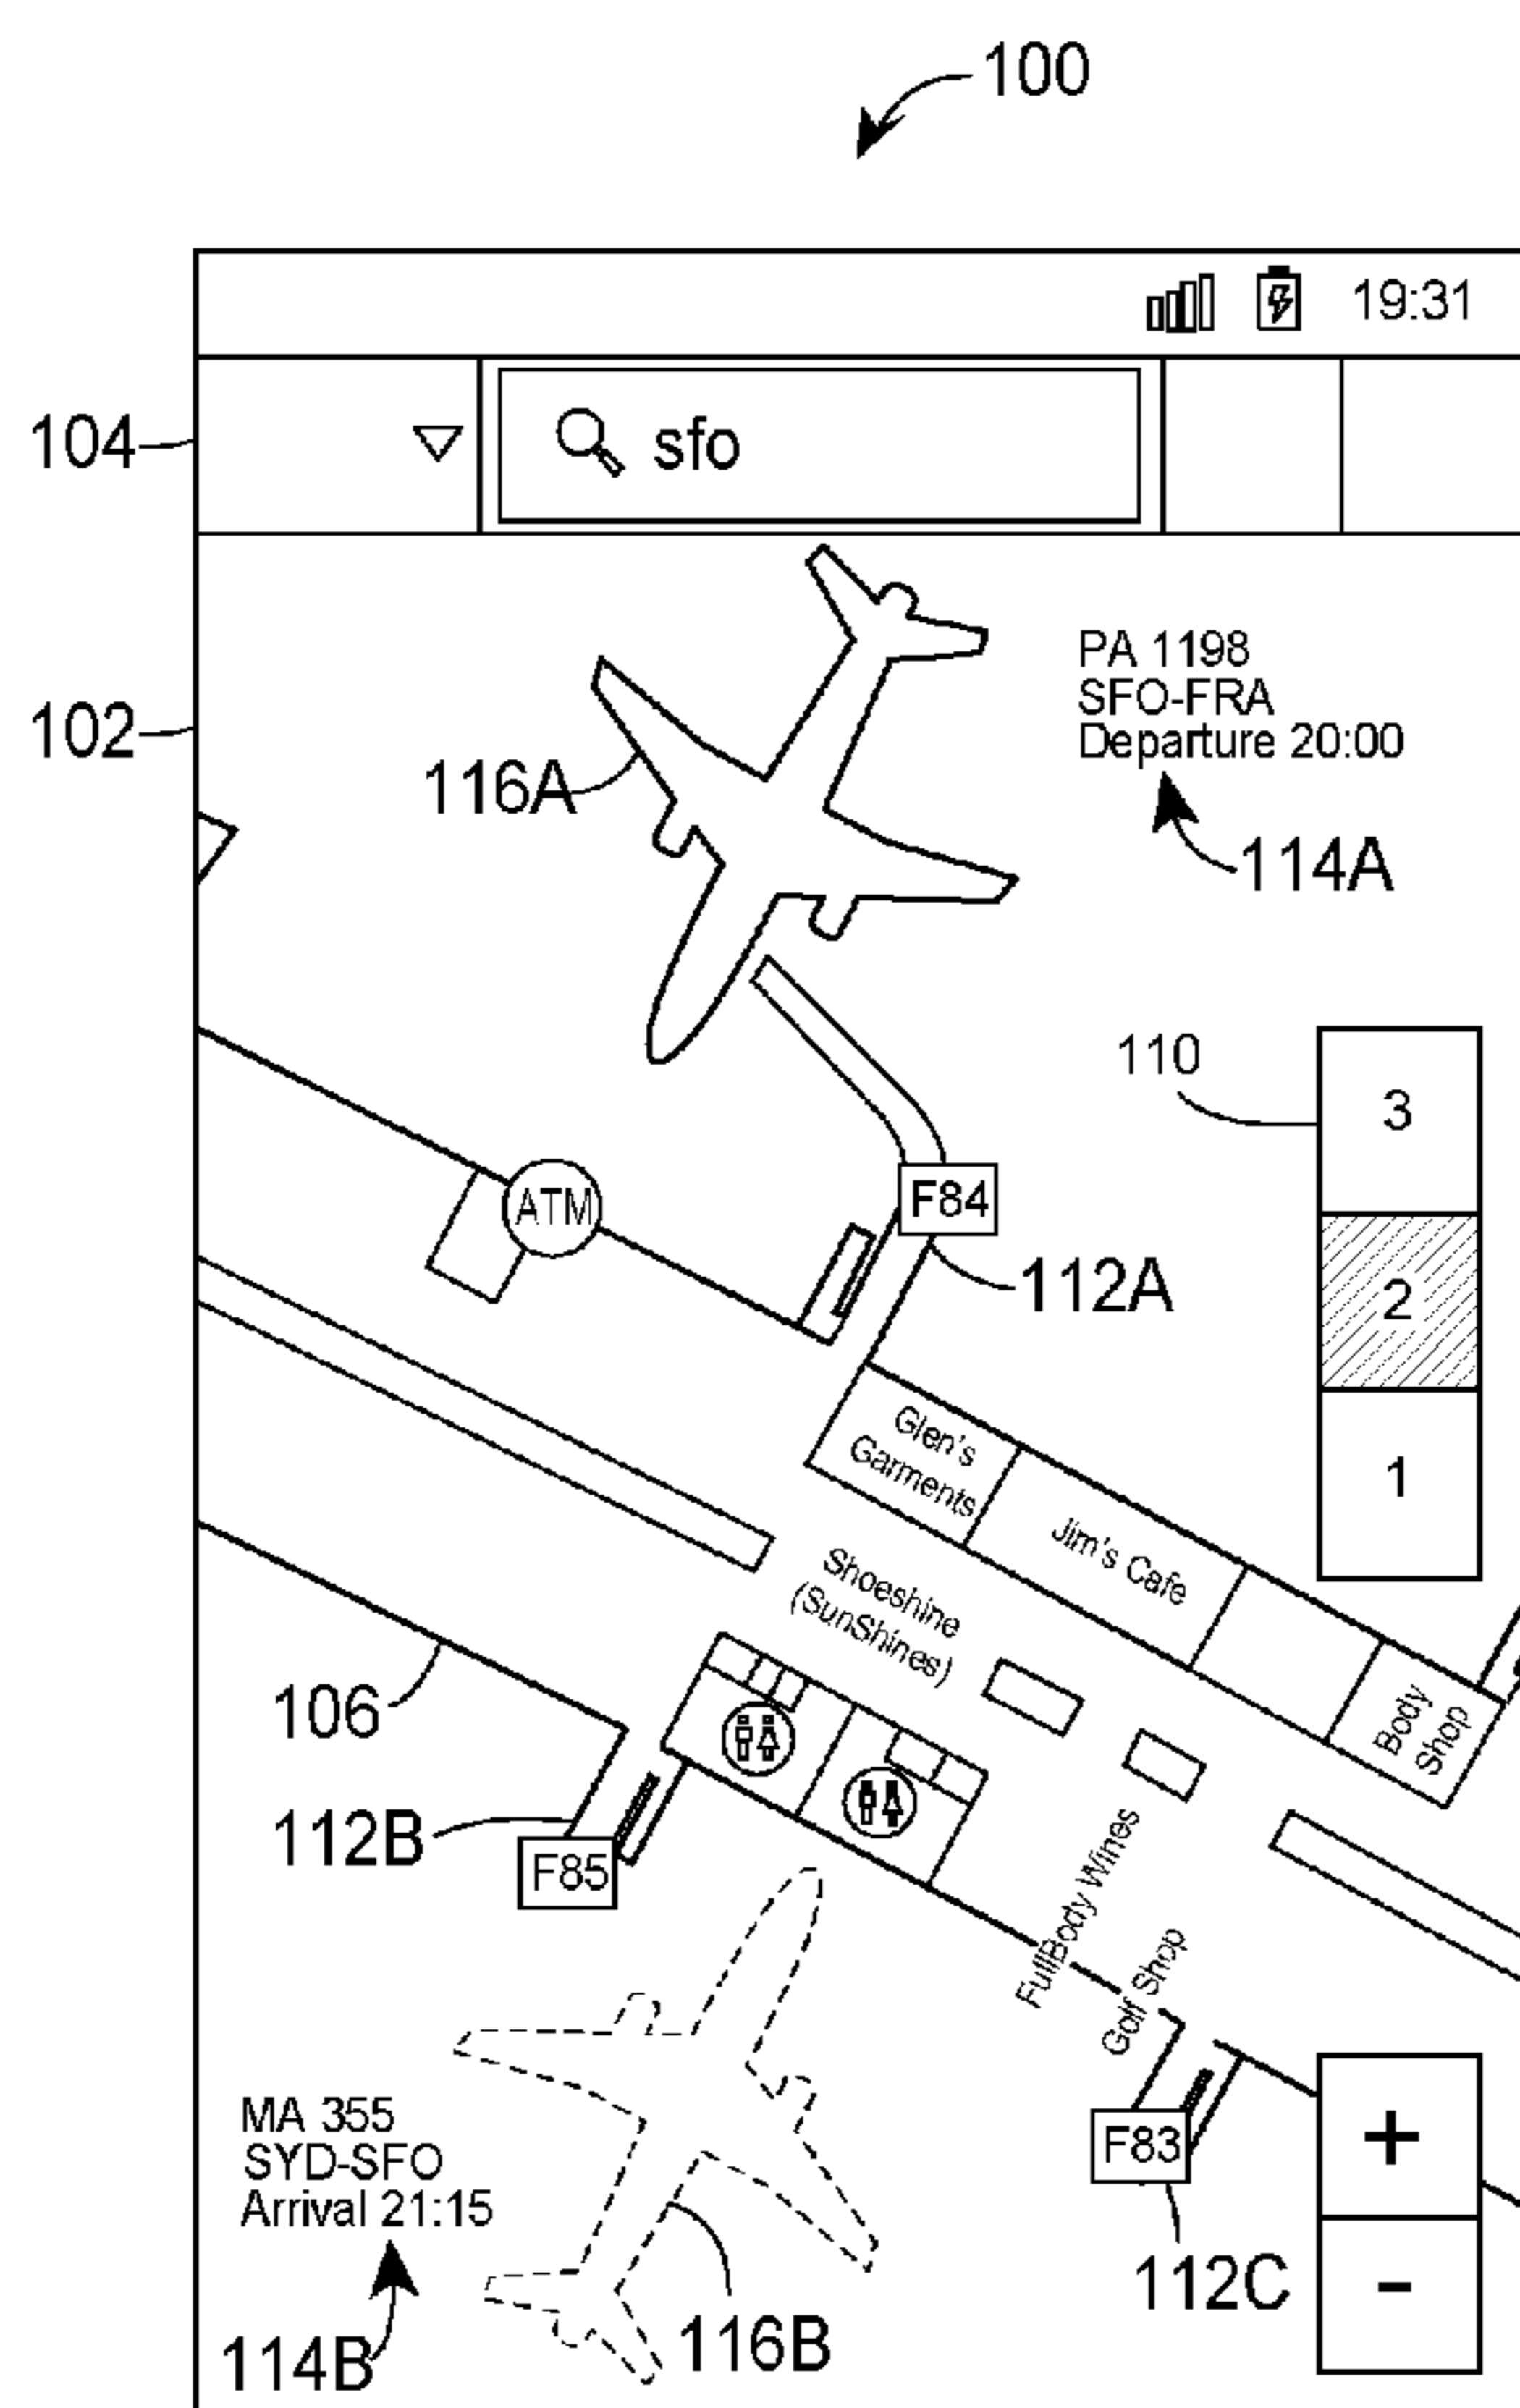 100
19:31
104
sfo
102
PA 1198
SFO-FRA
Departure 20:00
116A
114A
110
3
ATM
F84
112A
2
1
Glen's
Garments
Jim's Cafe
Shoeshine
(SunShines)
Body
Shop
106
112B
F85
FullBody Wines
Golf Shop
MA 355
SYD-SFO
Arrival 21:15
F83
+
112C
-
116B
114B